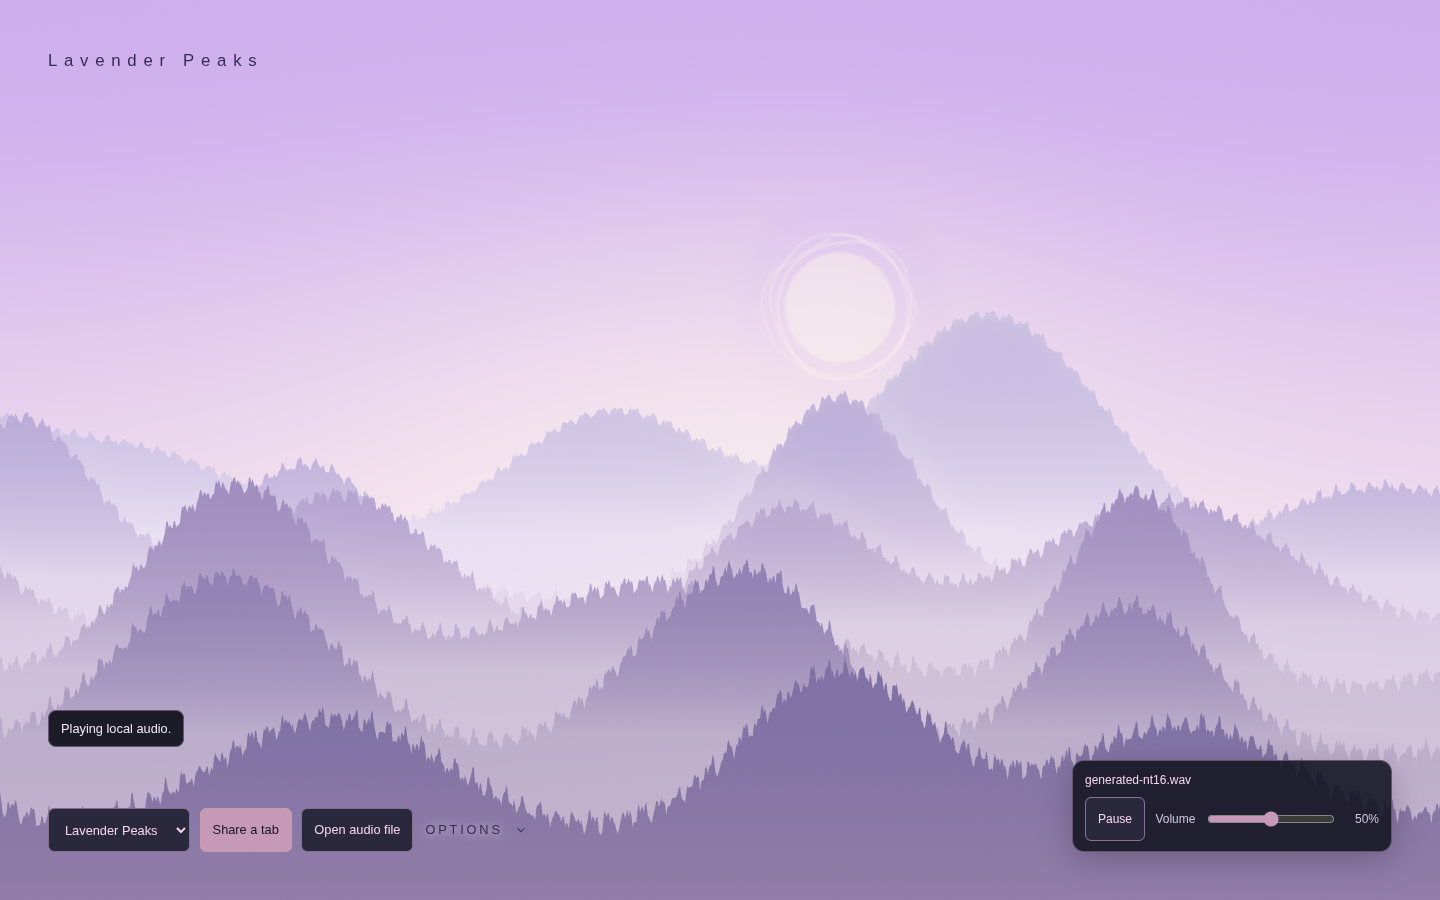 Lavender Peaks
Playing local audio.
generated-nt16.wav
Pause Volume 50%
Lavender Peaks Share a tab Open audio file OPTIONS